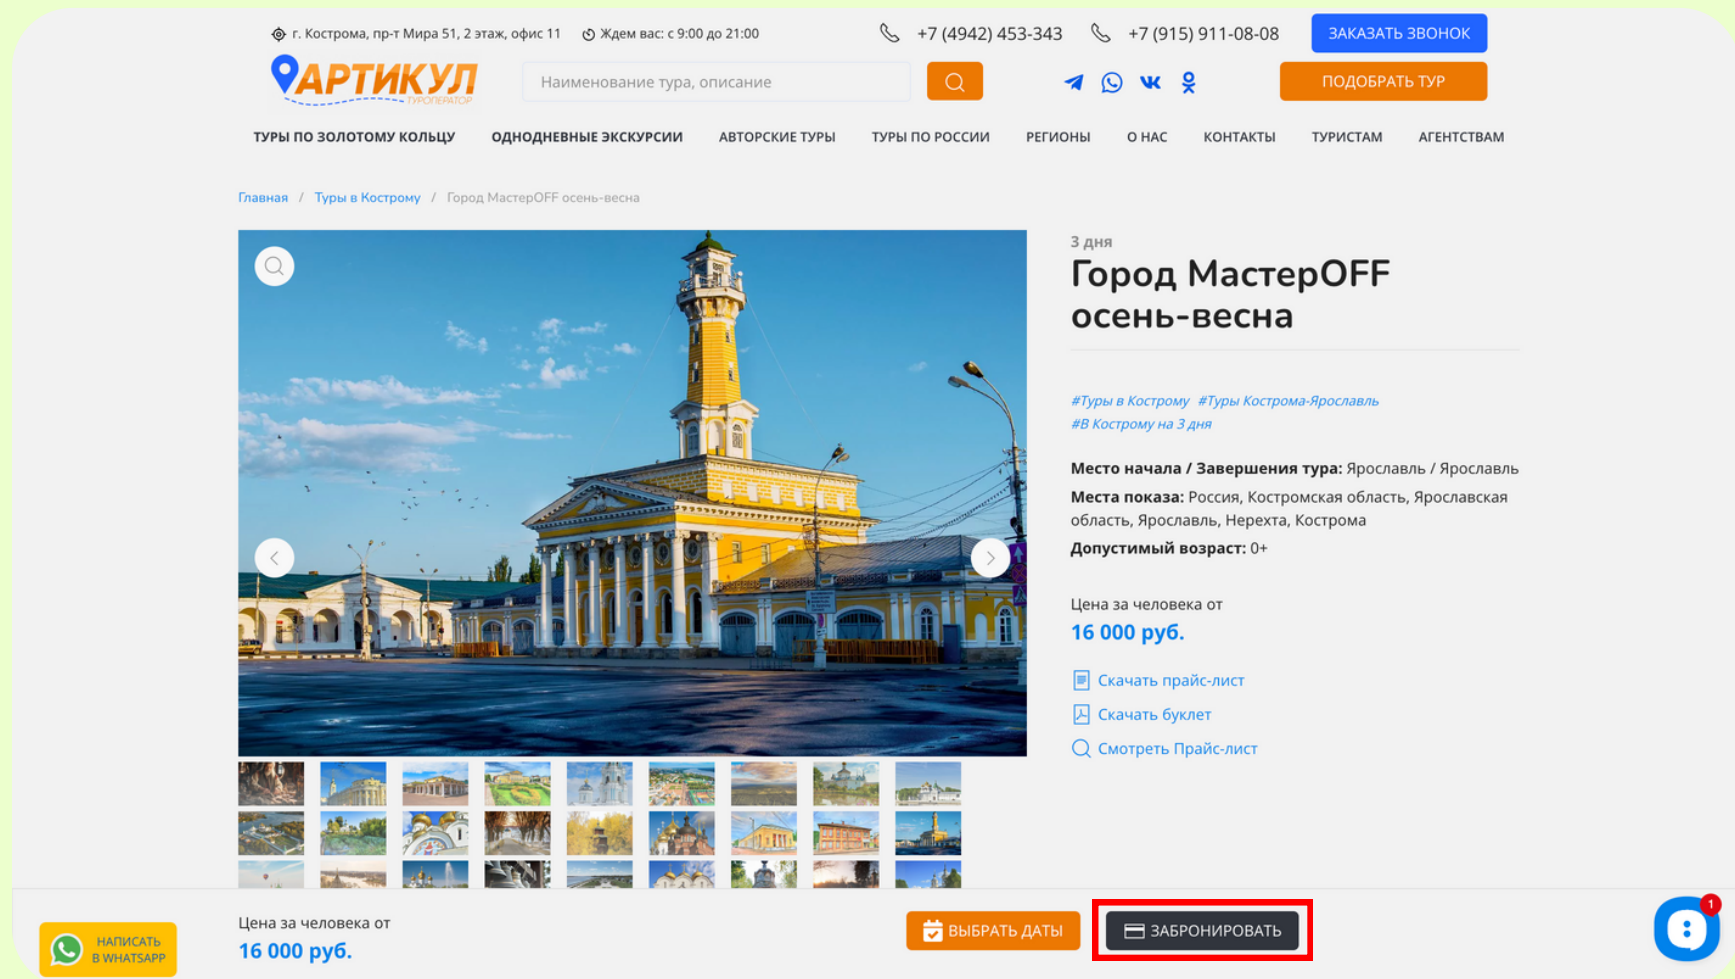 г. Кострома, пр-т Мира 51, 2 этаж, офис 11
Ждем вас: с 9:00 до 21:00
+7 (4942) 453-343
+7 (915) 911-08-08
ЗАКАЗАТЬ ЗВОНОК
АРТИКУЛ
ТУРОПЕРАТОР
Наименование тура, описание
ПОДОБРАТЬ ТУР
ТУРЫ ПО ЗОЛОТОМУ КОЛЬЦУ
ОДНОДНЕВНЫЕ ЭКСКУРСИИ
АВТОРСКИЕ ТУРЫ
ТУРЫ ПО РОССИИ
РЕГИОНЫ
О НАС
КОНТАКТЫ
ТУРИСТАМ
АГЕНТСТВАМ
Главная / Туры в Кострому / Город МастерOFF осень-весна
3 дня
Город МастерOFF
осень-весна
#Туры в Кострому #Туры Кострома-Ярославль
#В Кострому на 3 дня
Место начала / Завершения тура: Ярославль / Ярославль
Места показа: Россия, Костромская область, Ярославская
область, Ярославль, Нерехта, Кострома
Допустимый возраст: 0+
Цена за человека от
16 000 руб.
Скачать прайс-лист
Скачать буклет
Смотреть Прайс-лист
НАПИСАТЬ
В WHATSAPP
Цена за человека от
16 000 руб.
ВЫБРАТЬ ДАТЫ
ЗАБРОНИРОВАТЬ
1